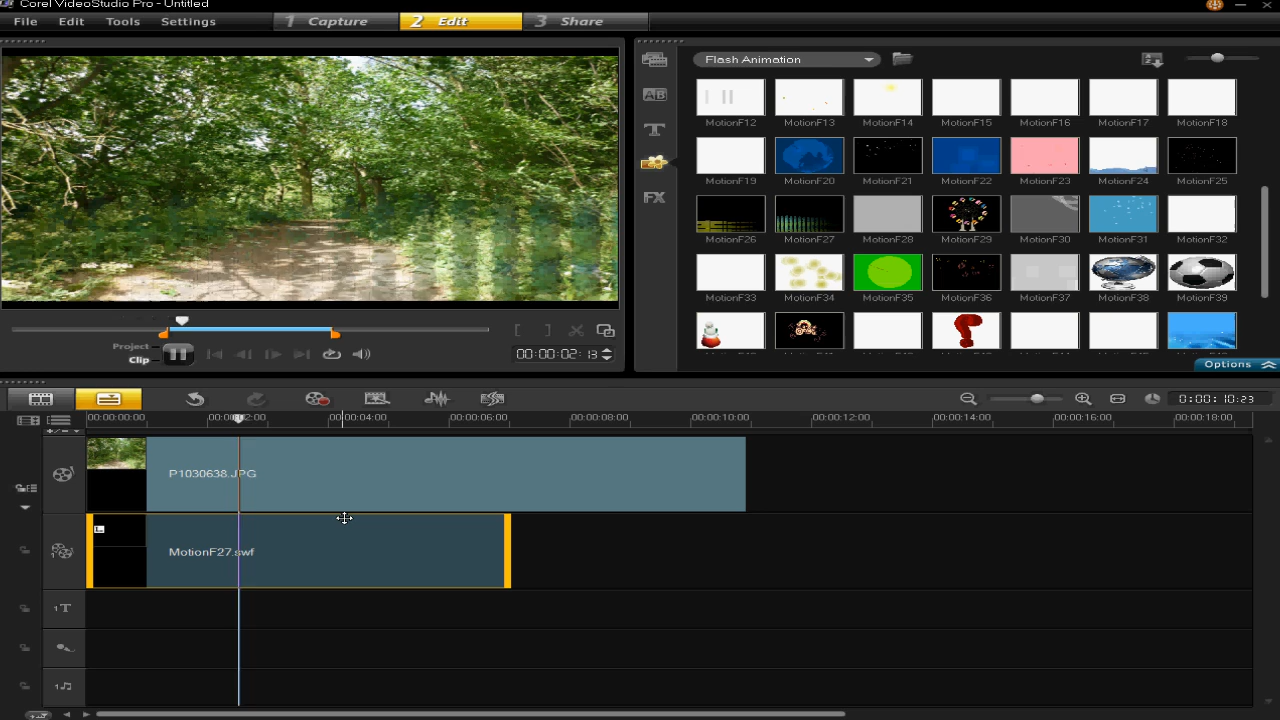 Corel VideoStudio Pro - Untitled
File Edit Tools Settings 1 Capture 2 Edit 3 Share
Flash Animation
MotionF12 MotionF13 MotionF14 MotionF15 MotionF16 MotionF17 MotionF18
MotionF19 MotionF20 MotionF21 MotionF22 MotionF23 MotionF24 MotionF25
MotionF26 MotionF27 MotionF28 MotionF29 MotionF30 MotionF31 MotionF32
MotionF33 MotionF34 MotionF35 MotionF36 MotionF37 MotionF38 MotionF39
AB
T
FX
Project
Clip
00:00:02:13
Options
0:00:10:23
00:00:00:00 00:00:04:00 00:00:06:00 00:00:08:00 00:00:10:00 00:00:12:00 00:00:14:00 00:00:16:00 00:00:18:00
P1030638.JPG
MotionF27.swf
1T